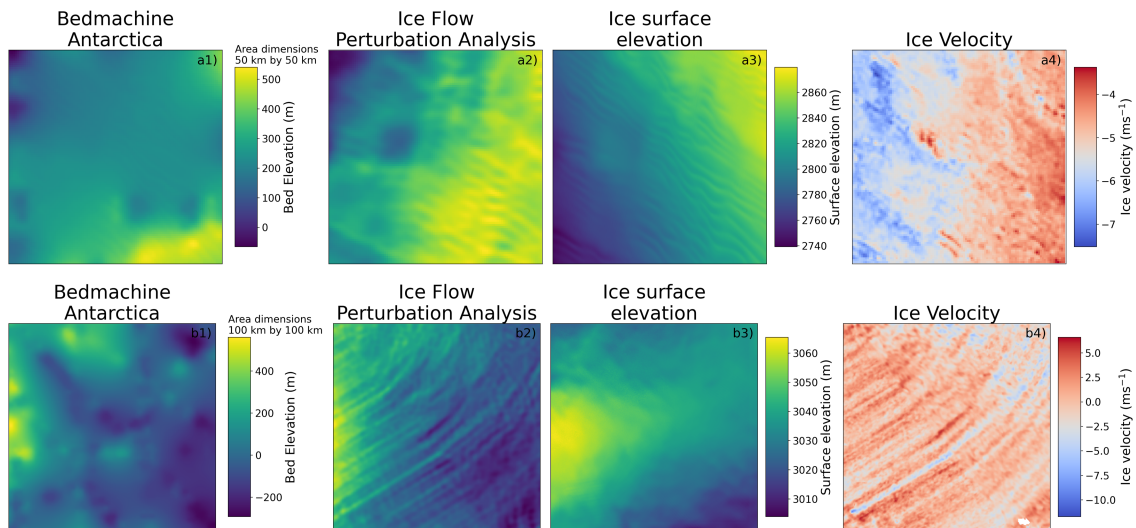 Bedmachine
Antarctica
Area dimensions
50 km by 50 km
a1)
500
400
300
200
100
0
Bed Elevation (m)
Ice Flow
Perturbation Analysis
a2)
Ice surface
elevation
a3)
2860
2840
2820
2800
2780
2760
2740
Surface elevation (m)
Ice Velocity
a4)
−4
−5
−6
−7
Ice velocity (ms⁻¹)
Bedmachine
Antarctica
Area dimensions
100 km by 100 km
b1)
400
200
0
−200
Bed Elevation (m)
Ice Flow
Perturbation Analysis
b2)
Ice surface
elevation
b3)
3060
3050
3040
3030
3020
3010
Surface elevation (m)
Ice Velocity
b4)
5.0
2.5
0.0
−2.5
−5.0
−7.5
−10.0
Ice velocity (ms⁻¹)